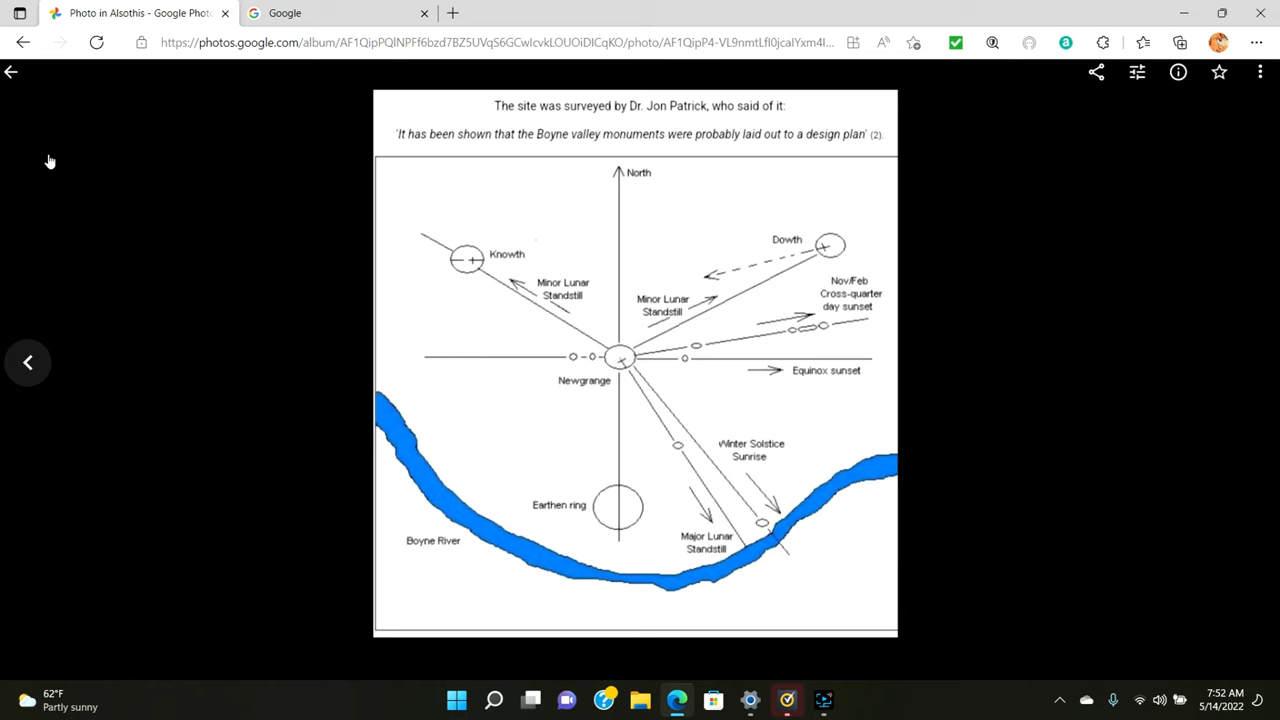 Photo in Alsothis - Google Photo
Google
https://photos.google.com/album/AF1QipPQlNPFf6bzd7BZ5UVqS6GCwIcvkLOUOiDICqKO/photo/AF1QipP4-VL9nmtLfI0jcaIYxm4l...
The site was surveyed by Dr. Jon Patrick, who said of it:
'It has been shown that the Boyne valley monuments were probably laid out to a design plan' (2).
North
Knowth
Dowth
Minor Lunar
Standstill
Minor Lunar
Standstill
Nov/Feb
Cross-quarter
day sunset
Newgrange
Equinox sunset
Winter Solstice
Sunrise
Earthen ring
Major Lunar
Standstill
Boyne River
62°F
Partly sunny
7:52 AM
5/14/2022